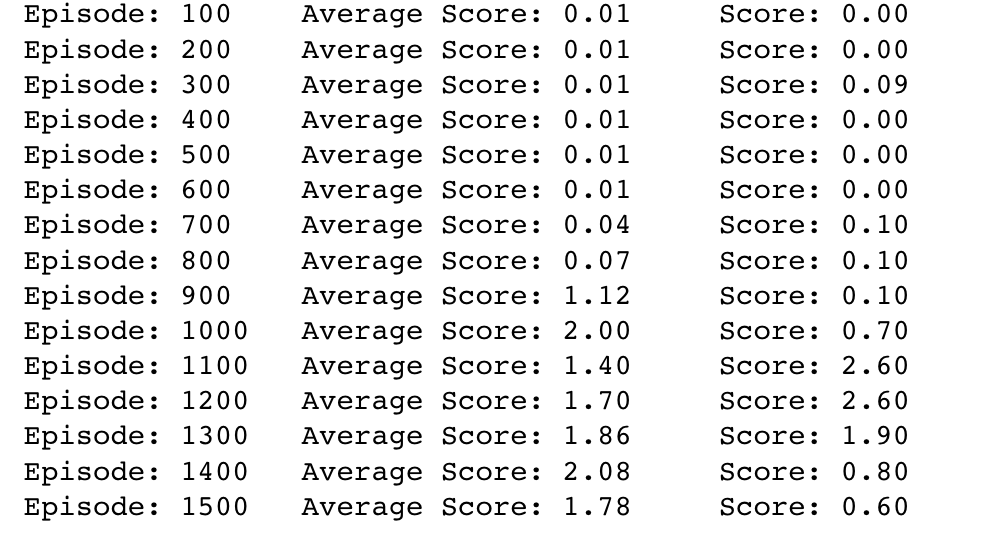 Episode: 100 Average Score: 0.01 Score: 0.00
Episode: 200 Average Score: 0.01 Score: 0.00
Episode: 300 Average Score: 0.01 Score: 0.09
Episode: 400 Average Score: 0.01 Score: 0.00
Episode: 500 Average Score: 0.01 Score: 0.00
Episode: 600 Average Score: 0.01 Score: 0.00
Episode: 700 Average Score: 0.04 Score: 0.10
Episode: 800 Average Score: 0.07 Score: 0.10
Episode: 900 Average Score: 1.12 Score: 0.10
Episode: 1000 Average Score: 2.00 Score: 0.70
Episode: 1100 Average Score: 1.40 Score: 2.60
Episode: 1200 Average Score: 1.70 Score: 2.60
Episode: 1300 Average Score: 1.86 Score: 1.90
Episode: 1400 Average Score: 2.08 Score: 0.80
Episode: 1500 Average Score: 1.78 Score: 0.60